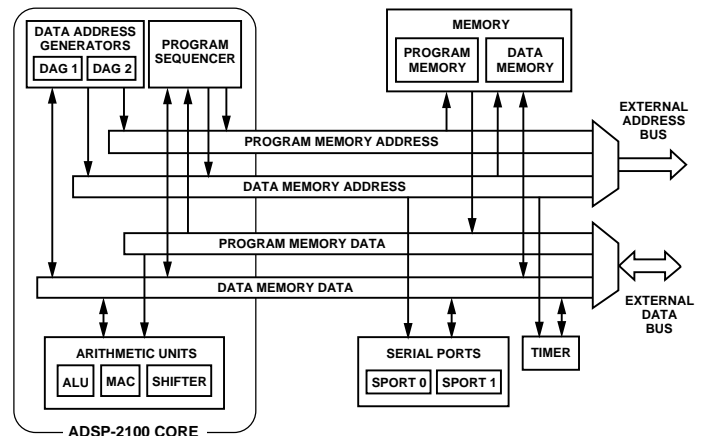 DATA ADDRESS
GENERATORS
DAG 1
DAG 2
PROGRAM
SEQUENCER
MEMORY
PROGRAM
MEMORY
DATA
MEMORY
EXTERNAL
ADDRESS
BUS
PROGRAM MEMORY ADDRESS
DATA MEMORY ADDRESS
PROGRAM MEMORY DATA
DATA MEMORY DATA
EXTERNAL
DATA
BUS
ARITHMETIC UNITS
ALU
MAC
SHIFTER
SERIAL PORTS
SPORT 0
SPORT 1
TIMER
ADSP-2100 CORE